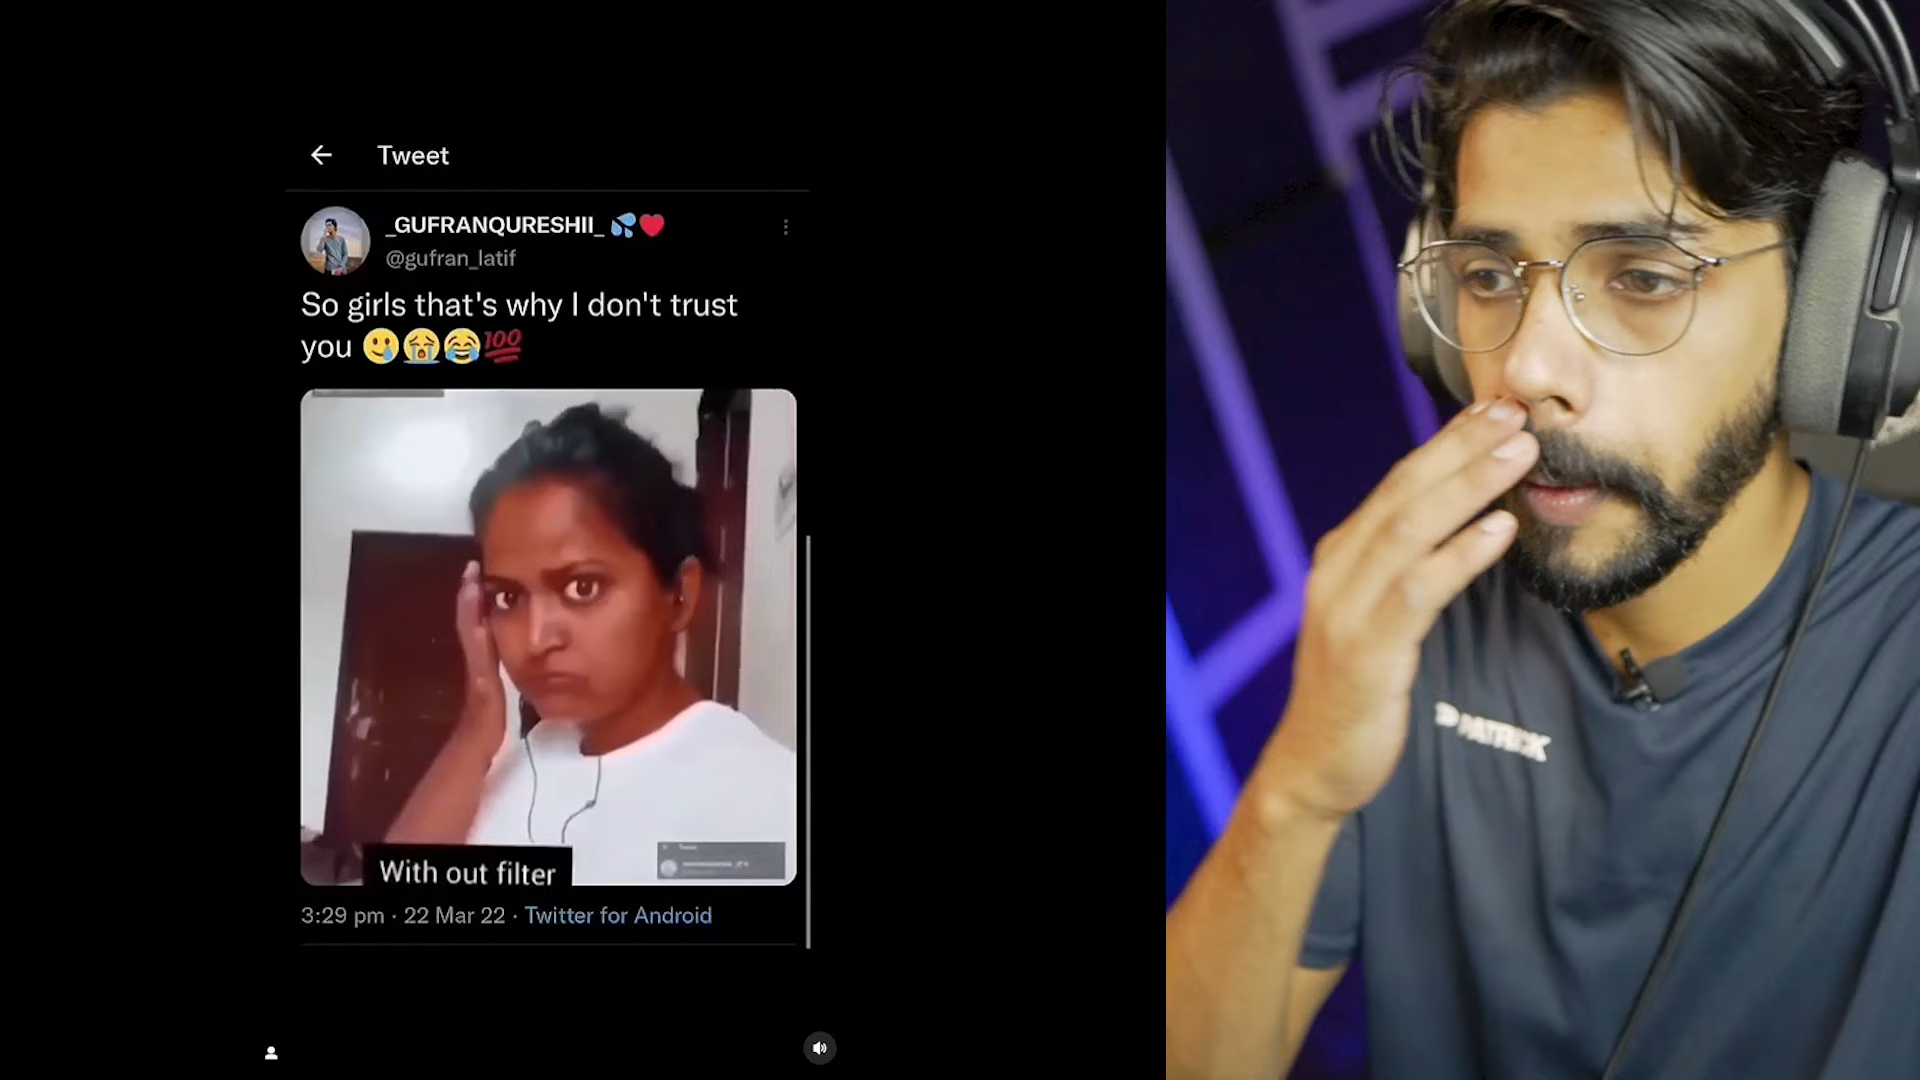 Tweet
_GUFRANQURESHII_ 💦❤️
@gufran_latif
So girls that's why I don't trust
you 🥲😭😂💯
With out filter
3:29 pm · 22 Mar 22 · Twitter for Android
PATRICK